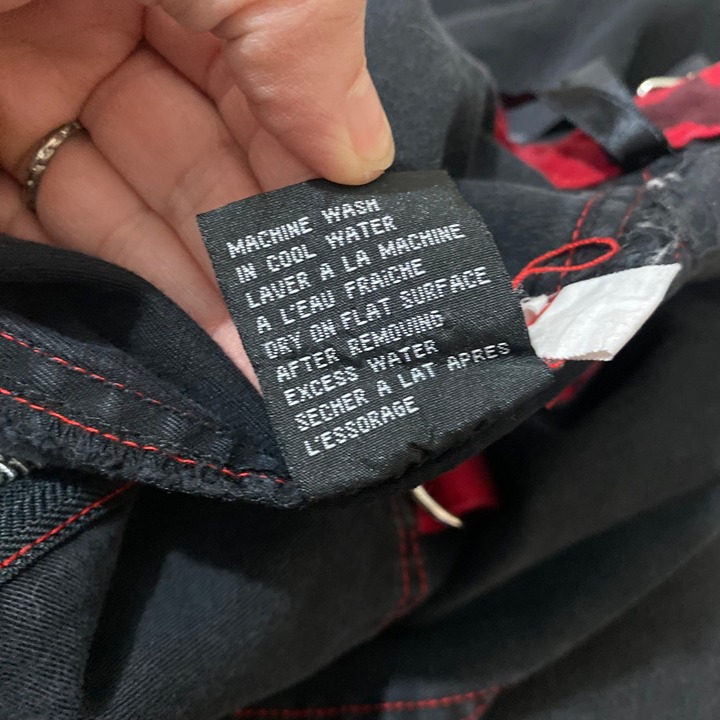 MACHINE WASH
IN COOL WATER
LAVER A LA MACHINE
A L'EAU FRAICHE
DRY ON FLAT SURFACE
AFTER REMOVING
EXCESS WATER
SECHER A LAT APRES
L'ESSORAGE